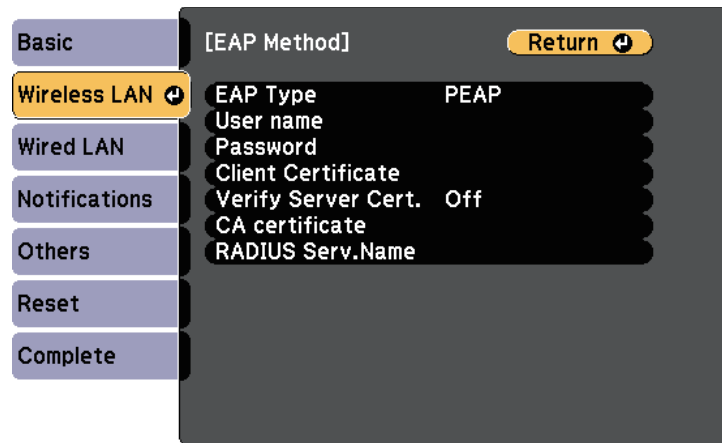 Basic
Wireless LAN
Wired LAN
Notifications
Others
Reset
Complete
[EAP Method] Return
EAP Type PEAP
User name
Password
Client Certificate
Verify Server Cert. Off
CA certificate
RADIUS Serv.Name